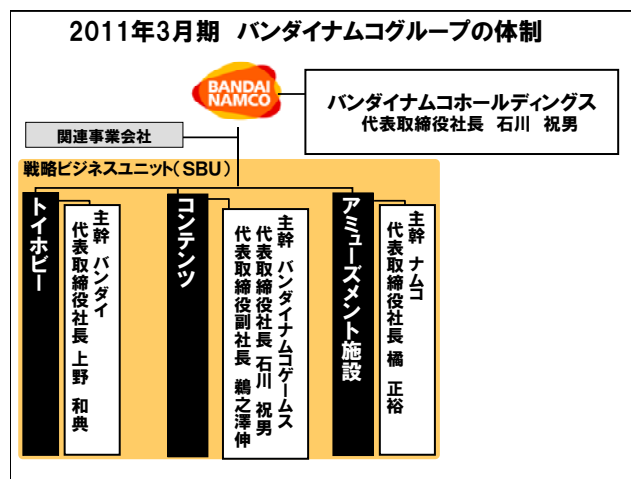 2011年3月期 バンダイナムコグループの体制
BANDAI
NAMCO
バンダイナムコホールディングス
代表取締役社長 石川 祝男
関連事業会社
戦略ビジネスユニット(SBU)
トイホビー
主幹 バンダイ
代表取締役社長 上野 和典
コンテンツ
主幹 バンダイナムコゲームス
代表取締役社長 石川 祝男
代表取締役副社長 鵜之澤伸
アミューズメント施設
主幹 ナムコ
代表取締役社長 橘 正裕